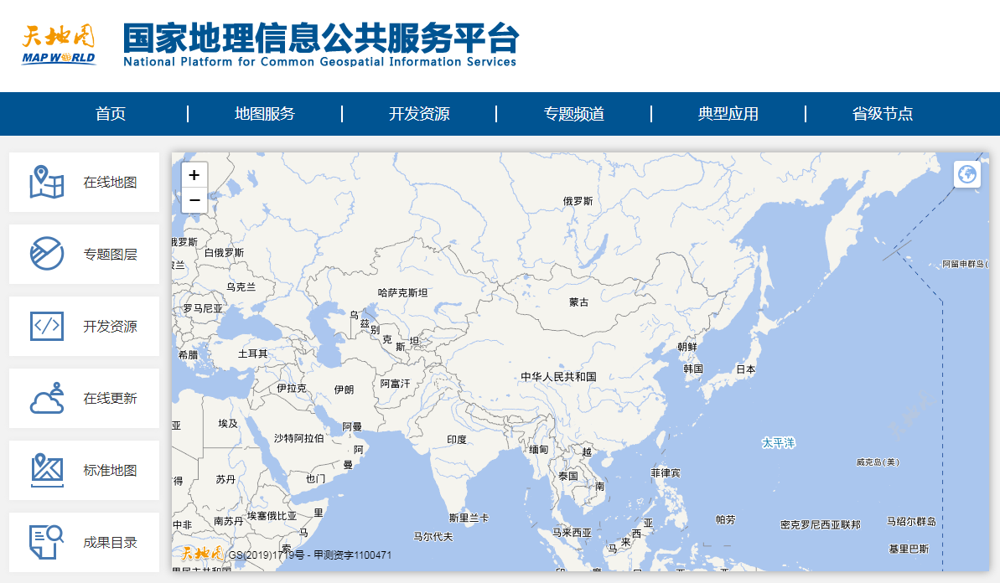 天地图
MAP WORLD
国家地理信息公共服务平台
National Platform for Common Geospatial Information Services
首页
地图服务
开发资源
专题频道
典型应用
省级节点
在线地图
专题图层
开发资源
在线更新
标准地图
成果目录
+
−
俄罗斯
俄罗斯
白俄罗斯
阿留申群岛(
乌克兰
哈萨克斯坦
蒙古
罗马尼亚
乌兹别克斯坦
希腊
土耳其
朝鲜
韩国
日本
中华人民共和国
伊拉克
伊朗
阿富汗
埃及
沙特阿拉伯
阿曼
阿曼
印度
缅甸
越南
太平洋
威克岛(美)
苏丹
也门
泰国
菲律宾
中非
南苏丹
埃塞俄比亚
斯里兰卡
马尔代夫
马来西亚
马来西亚
帕劳
密克罗尼西亚联邦
马绍尔群岛
基里巴斯
天地图
GS(2019)1719号 - 甲测资字1100471